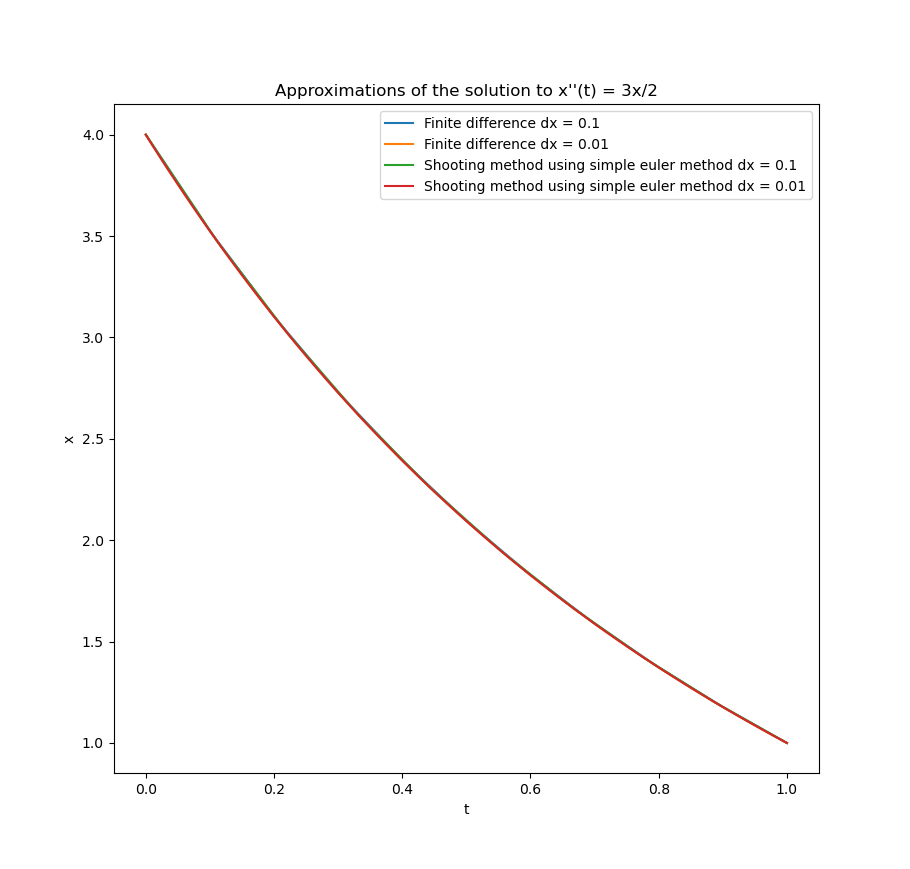 Approximations of the solution to x''(t) = 3x/2
Finite difference dx = 0.1
Finite difference dx = 0.01
Shooting method using simple euler method dx = 0.1
Shooting method using simple euler method dx = 0.01
4.0
3.5
3.0
2.5
2.0
1.5
1.0
x
0.0 0.2 0.4 0.6 0.8 1.0
t